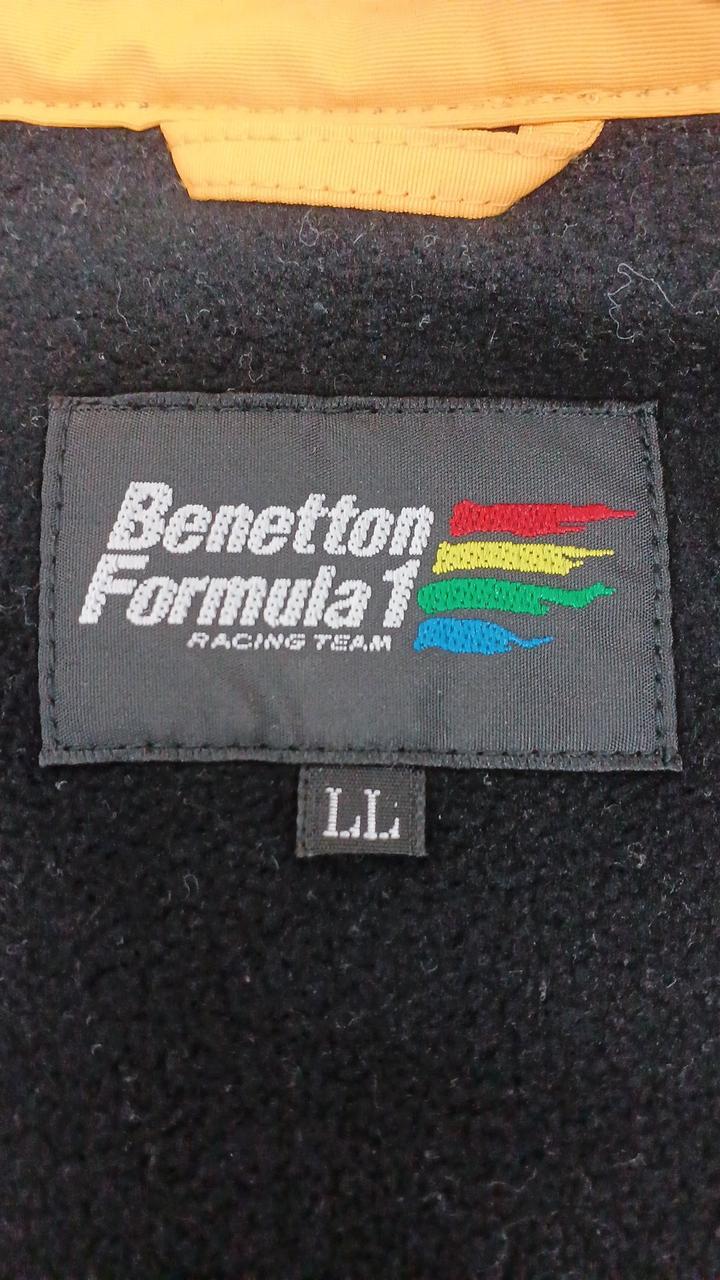 Benetton
Formula 1
RACING TEAM
LL